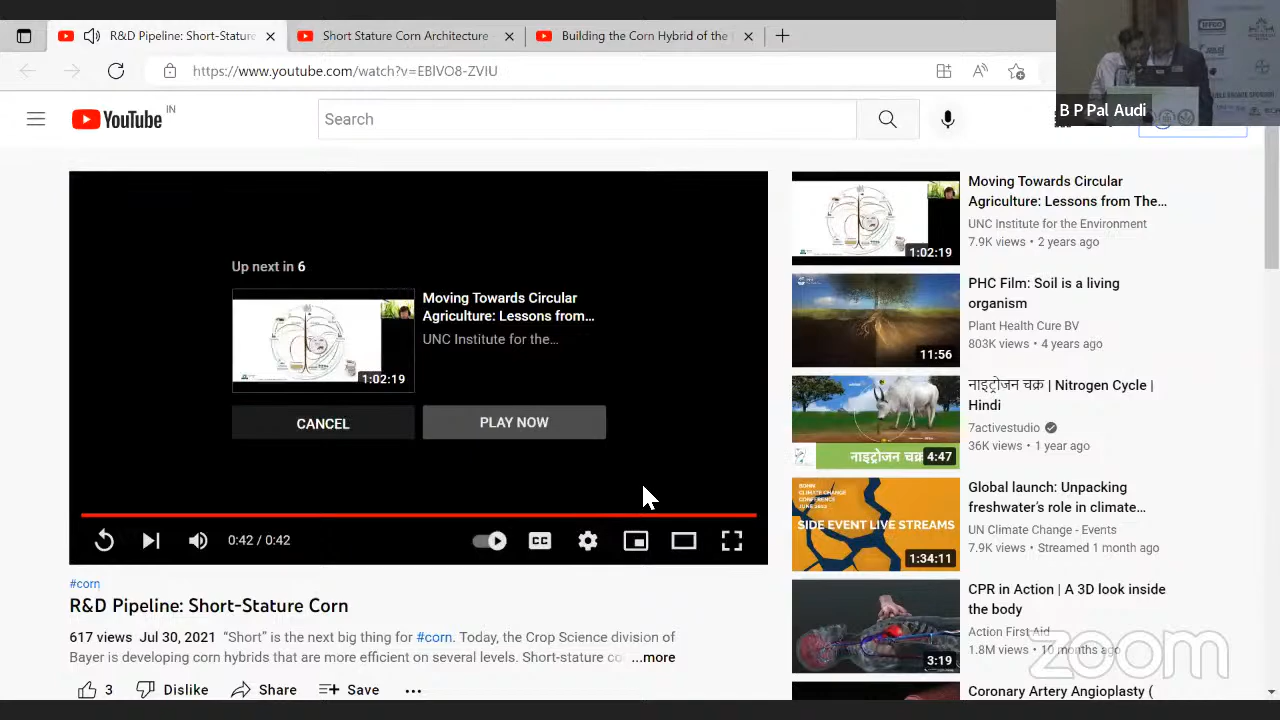 R&D Pipeline: Short-Stature
Short Stature Corn Architecture
Building the Corn Hybrid of the
https://www.youtube.com/watch?v=EBlVO8-ZVIU
B P Pal Audi
YouTube IN
Search
Up next in 6
Moving Towards Circular
Agriculture: Lessons from...
UNC Institute for the...
1:02:19
CANCEL
PLAY NOW
0:42 / 0:42
CC
#corn
R&D Pipeline: Short-Stature Corn
617 views Jul 30, 2021 “Short” is the next big thing for #corn. Today, the Crop Science division of
Bayer is developing corn hybrids that are more efficient on several levels. Short-stature co ...more
3
Dislike
Share
Save
1:02:19
Moving Towards Circular
Agriculture: Lessons from The...
UNC Institute for the Environment
7.9K views • 2 years ago
11:56
PHC Film: Soil is a living
organism
Plant Health Cure BV
803K views • 4 years ago
नाइट्रोजन चक्र
4:47
नाइट्रोजन चक्र | Nitrogen Cycle |
Hindi
7activestudio
36K views • 1 year ago
BONN
CLIMATE CHANGE
CONFERENCE
JUNE 2022
SIDE EVENT LIVE STREAMS
1:34:11
Global launch: Unpacking
freshwater’s role in climate...
UN Climate Change - Events
7.9K views • Streamed 1 month ago
3:19
CPR in Action | A 3D look inside
the body
Action First Aid
1.8M views • 10 months ago
zoom
Coronary Artery Angioplasty (